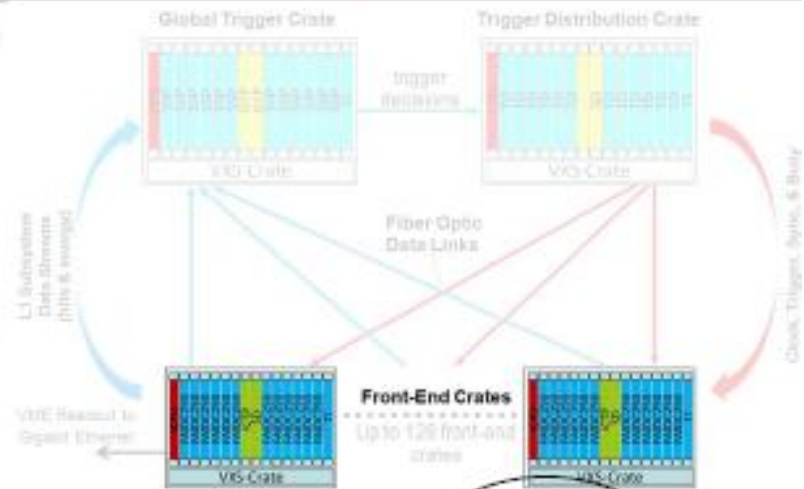 Global Trigger Crate
Trigger Distribution Crate
trigger
decisions
VXS-Crate
VXS-Crate
L1 Subsystem
Data Streams
(hits & energy)
Fiber Optic
Data Links
Clock, Trigger, Sync, & Busy
Front-End Crates
Up to 128 front-end
crates
VME Readout to
Gigabit Ethernet
VXS-Crate
VXS-Crate